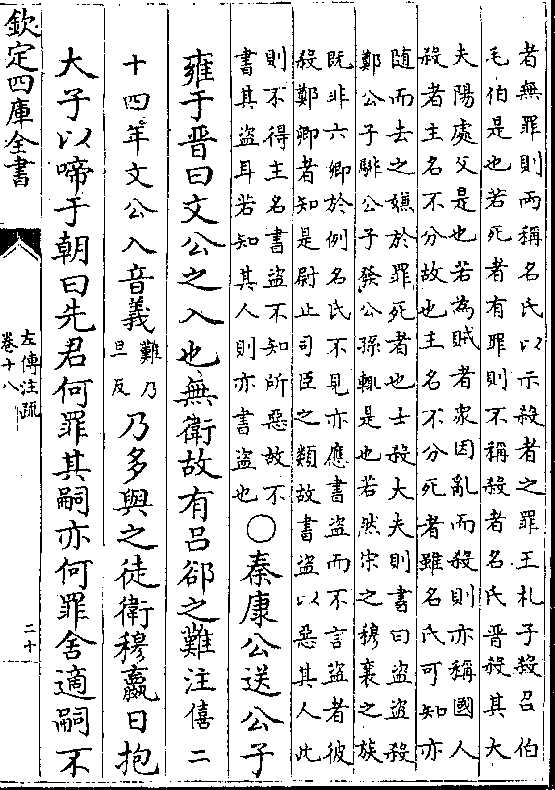 者無罪則兩稱名氏以示殺者之罪王札子殺召伯
毛伯是也若死者有罪則不稱殺者名氏晉殺其大
夫陽處父是也若為賊者衆因亂而殺則亦稱國人
殺者主名不分故也主名不分死者雖名氏可知亦
随而去之嫌於罪死者也士殺大夫則書曰盜盜殺
鄭公子騑公子發公孫輒是也若然宋之穆襄之族
既非六卿於例名氏不見亦應書盜而不言盜者彼
殺鄭卿者知是尉止司臣之類故書盜以惡其人此
則不得主名書盜不知所惡故不
書其盜耳若知其人則亦書盜也
○秦康公送公子
雍于晋曰文公之入也無衛故有吕郤之難注僖二
十四年文公入音義
難乃
旦反
乃多與之徒衛穆嬴日抱
大子以啼于朝曰先君何罪其嗣亦何罪舍適嗣不
欽定四庫全書
左傳注疏
卷十八
二十